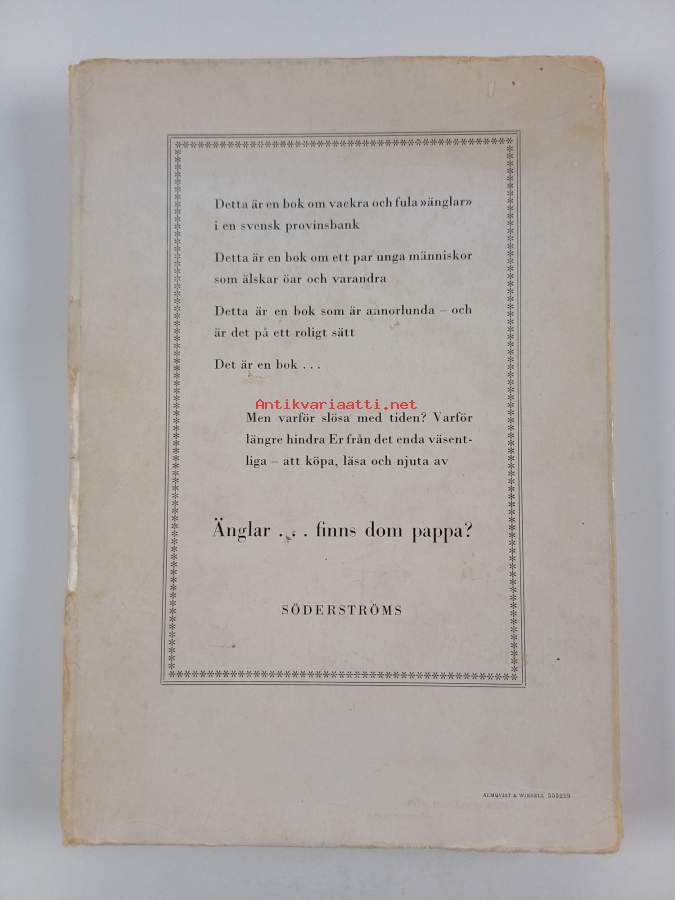 Detta är en bok om vackra och fula »änglar»
i en svensk provinsbank
Detta är en bok om ett par unga människor
som älskar öar och varandra
Detta är en bok som är annorlunda – och
är det på ett roligt sätt
Det är en bok . . .
Antikvariaatti.net
Men varför slösa med tiden? Varför
längre hindra Er från det enda väsent-
liga – att köpa, läsa och njuta av
Änglar . . . finns dom pappa?
SÖDERSTRÖMS
ALMQVIST & WIKSELL 555219